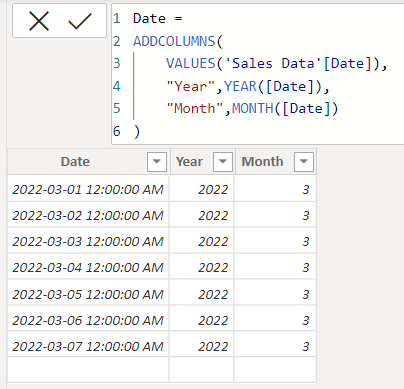 1 Date =
2 ADDCOLUMNS(
3 VALUES('Sales Data'[Date]),
4 "Year",YEAR([Date]),
5 "Month",MONTH([Date])
6 )
Date Year Month
2022-03-01 12:00:00 AM 2022 3
2022-03-02 12:00:00 AM 2022 3
2022-03-03 12:00:00 AM 2022 3
2022-03-04 12:00:00 AM 2022 3
2022-03-05 12:00:00 AM 2022 3
2022-03-06 12:00:00 AM 2022 3
2022-03-07 12:00:00 AM 2022 3